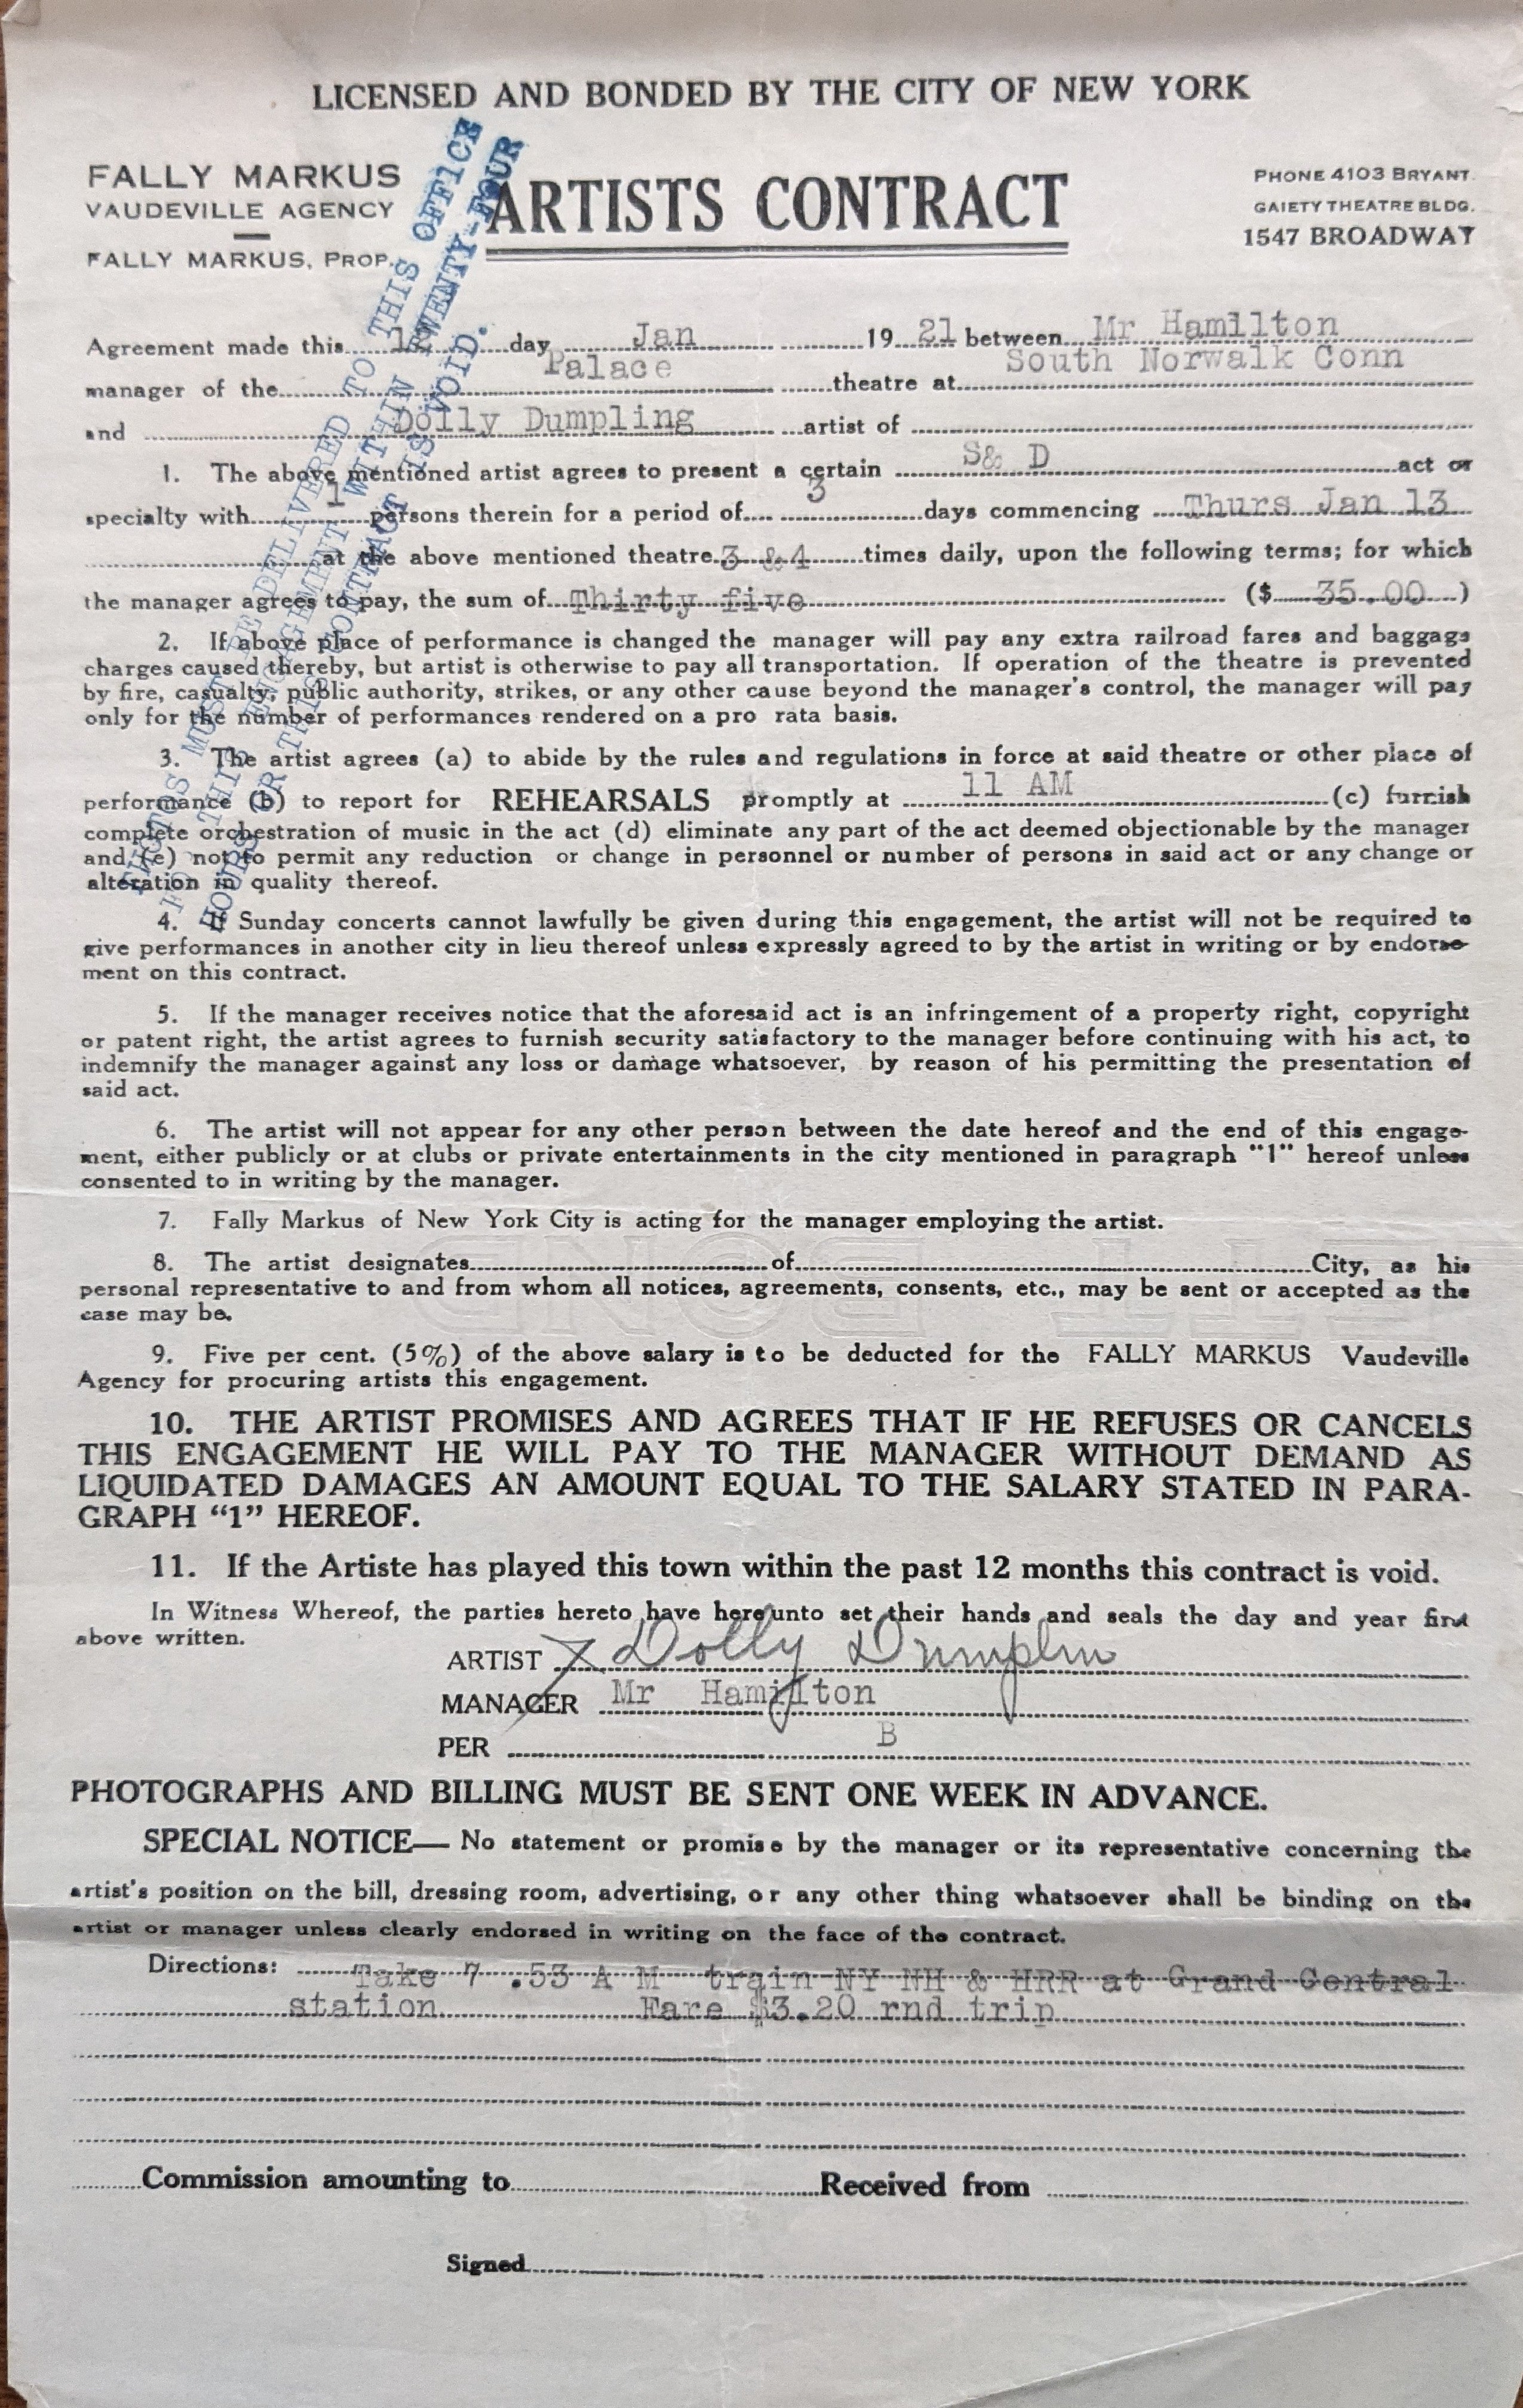 LICENSED AND BONDED BY THE CITY OF NEW YORK
FALLY MARKUS
VAUDEVILLE AGENCY
FALLY MARKUS, PROP.
ARTISTS CONTRACT
PHONE 4103 BRYANT.
GAIETY THEATRE BLDG.
1547 BROADWAY
PHOTOS MUST BE DELIVERED TO THIS OFFICE
FOR THIS ENGAGEMENT WITHIN TWENTY-FOUR
HOURS OR THIS CONTRACT IS VOID.
Agreement made this 12 day Jan 19 21 between Mr Hamilton
manager of the Palace theatre at South Norwalk Conn
and Dolly Dumpling artist of
1. The above mentioned artist agrees to present a certain S& D act or
specialty with 1 persons therein for a period of 3 days commencing Thurs Jan 13
at the above mentioned theatre 3 &4 times daily, upon the following terms; for which
the manager agrees to pay, the sum of Thirty five ($ 35.00 )
2. If above place of performance is changed the manager will pay any extra railroad fares and baggage
charges caused thereby, but artist is otherwise to pay all transportation. If operation of the theatre is prevented
by fire, casualty, public authority, strikes, or any other cause beyond the manager's control, the manager will pay
only for the number of performances rendered on a pro rata basis.
3. The artist agrees (a) to abide by the rules and regulations in force at said theatre or other place of
performance (b) to report for REHEARSALS promptly at 11 AM (c) furnish
complete orchestration of music in the act (d) eliminate any part of the act deemed objectionable by the manager
and (e) not to permit any reduction or change in personnel or number of persons in said act or any change or
alteration in quality thereof.
4. If Sunday concerts cannot lawfully be given during this engagement, the artist will not be required to
give performances in another city in lieu thereof unless expressly agreed to by the artist in writing or by endorse-
ment on this contract.
5. If the manager receives notice that the aforesaid act is an infringement of a property right, copyright
or patent right, the artist agrees to furnish security satisfactory to the manager before continuing with his act, to
indemnify the manager against any loss or damage whatsoever, by reason of his permitting the presentation of
said act.
6. The artist will not appear for any other person between the date hereof and the end of this engage-
ment, either publicly or at clubs or private entertainments in the city mentioned in paragraph "1" hereof unless
consented to in writing by the manager.
7. Fally Markus of New York City is acting for the manager employing the artist.
8. The artist designates of City, as his
personal representative to and from whom all notices, agreements, consents, etc., may be sent or accepted as the
case may be.
9. Five per cent. (5%) of the above salary is to be deducted for the FALLY MARKUS Vaudeville
Agency for procuring artists this engagement.
10. THE ARTIST PROMISES AND AGREES THAT IF HE REFUSES OR CANCELS
THIS ENGAGEMENT HE WILL PAY TO THE MANAGER WITHOUT DEMAND AS
LIQUIDATED DAMAGES AN AMOUNT EQUAL TO THE SALARY STATED IN PARA-
GRAPH "1" HEREOF.
11. If the Artiste has played this town within the past 12 months this contract is void.
In Witness Whereof, the parties hereto have hereunto set their hands and seals the day and year first
above written.
ARTIST X Dolly Dumplin
MANAGER Mr Hamilton
PER B
PHOTOGRAPHS AND BILLING MUST BE SENT ONE WEEK IN ADVANCE.
SPECIAL NOTICE— No statement or promise by the manager or its representative concerning the
artist's position on the bill, dressing room, advertising, or any other thing whatsoever shall be binding on the
artist or manager unless clearly endorsed in writing on the face of the contract.
Directions: Take 7 .53 A M train NY NH & HRR at Grand Central
station Fare $3.20 rnd trip
Commission amounting to Received from
Signed